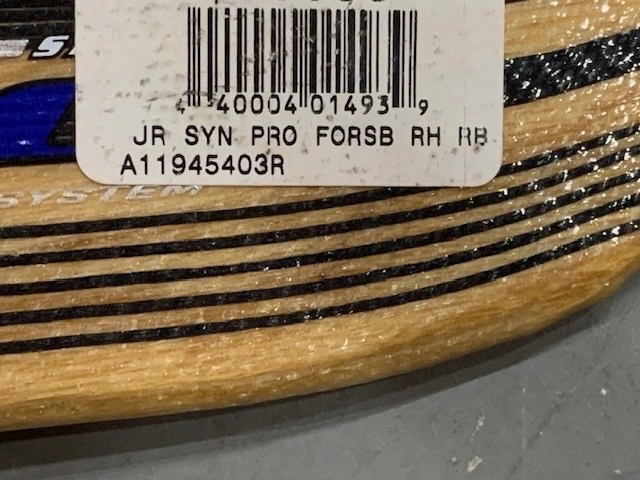 4 40004 01493 9
JR SYN PRO FORSB RH RB
A11945403R
SYSTEM